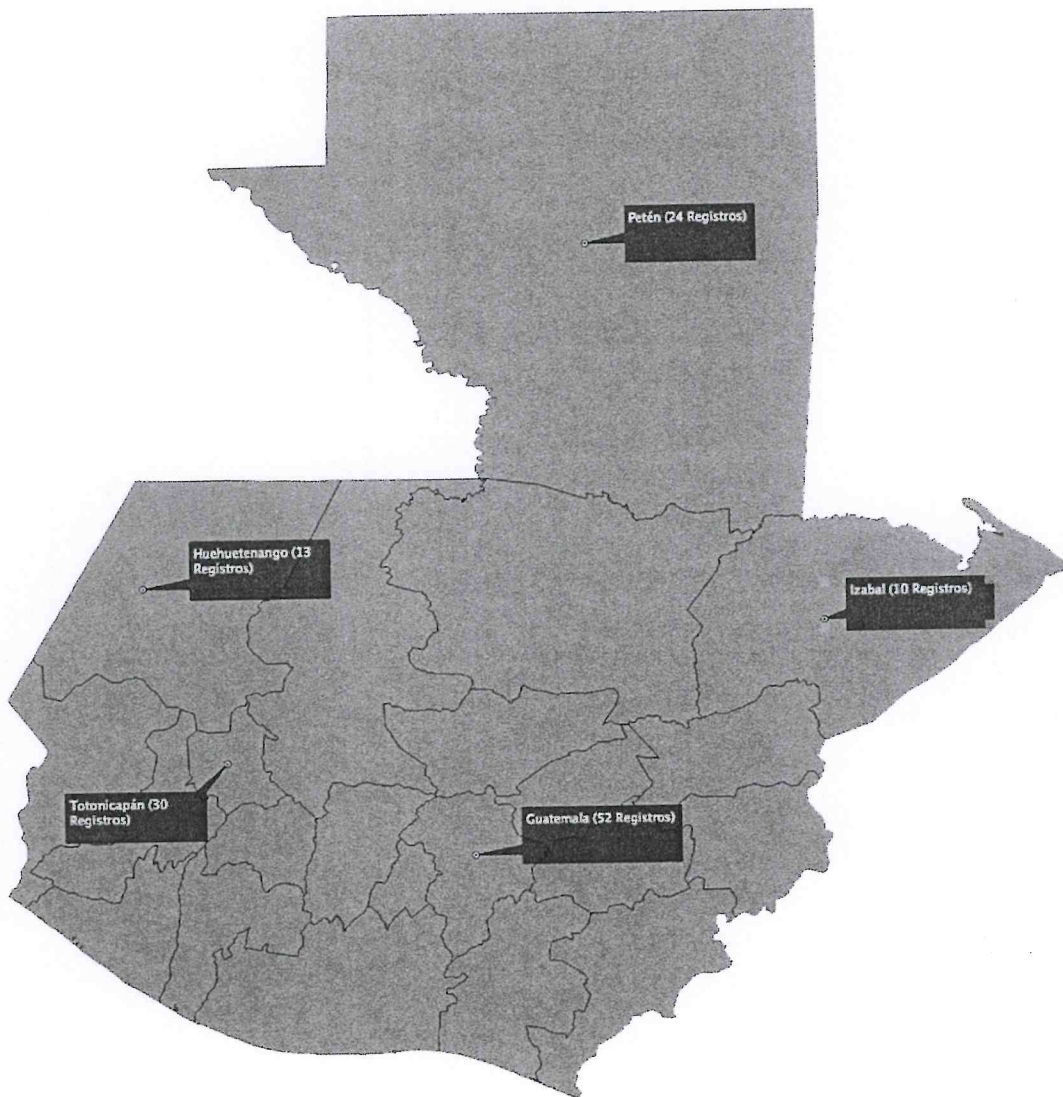 Petén (24 Registros)
Huehuetenango (13
Registros)
Izabal (10 Registros)
Totonicapán (30
Registros)
Guatemala (52 Registros)